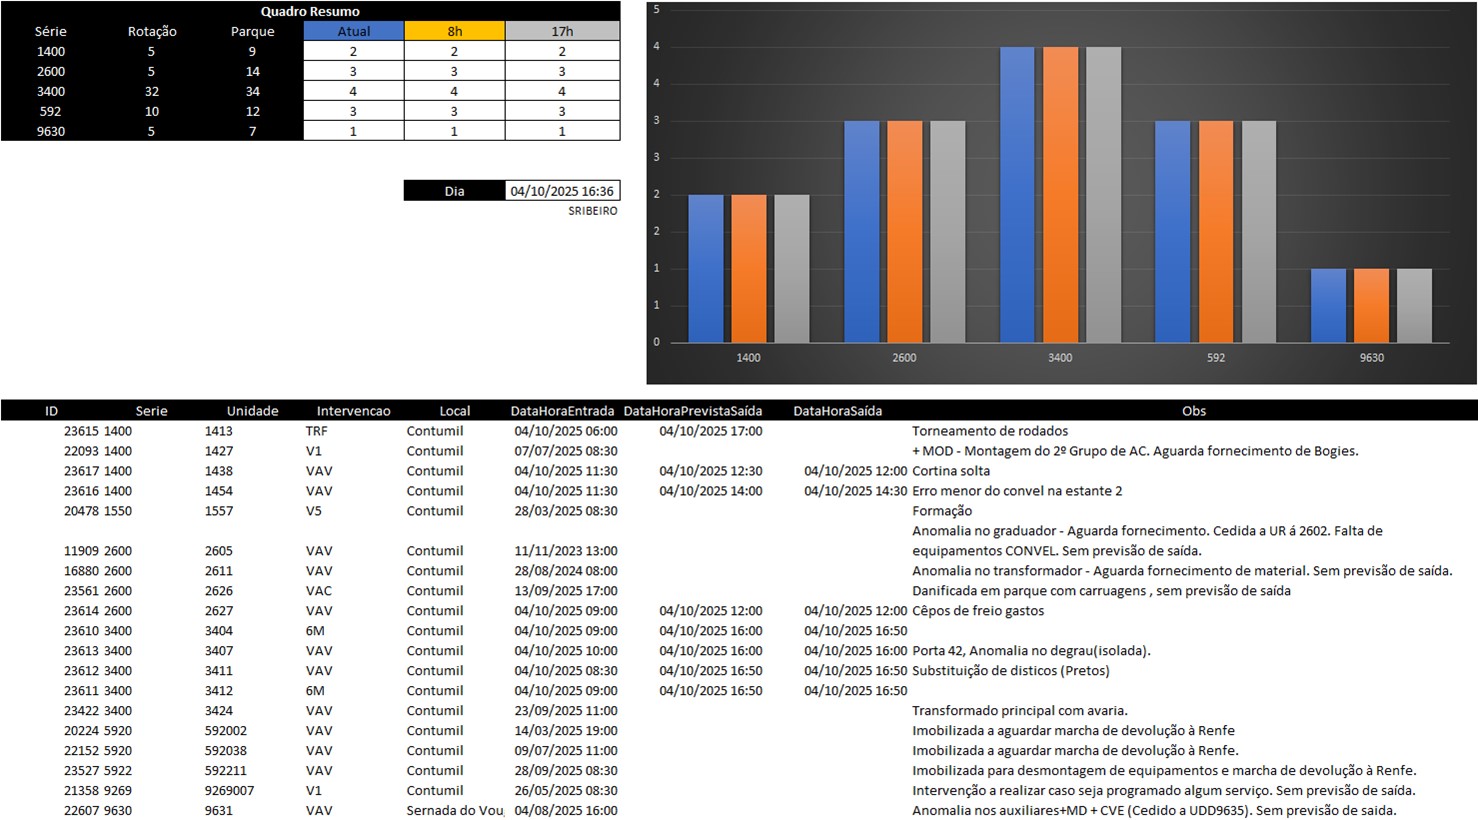 Quadro Resumo
Série Rotação Parque Atual 8h 17h
1400 5 9 2 2 2
2600 5 14 3 3 3
3400 32 34 4 4 4
592 10 12 3 3 3
9630 5 7 1 1 1
Dia 04/10/2025 16:36
SRIBEIRO
5
4
4
3
3
2
2
1
1
0
1400 2600 3400 592 9630
ID Serie Unidade Intervencao Local DataHoraEntrada DataHoraPrevistaSaída DataHoraSaída Obs
23615 1400 1413 TRF Contumil 04/10/2025 06:00 04/10/2025 17:00 Torneamento de rodados
22093 1400 1427 V1 Contumil 07/07/2025 08:30 + MOD - Montagem do 2º Grupo de AC. Aguarda fornecimento de Bogies.
23617 1400 1438 VAV Contumil 04/10/2025 11:30 04/10/2025 12:30 04/10/2025 12:00 Cortina solta
23616 1400 1454 VAV Contumil 04/10/2025 11:30 04/10/2025 14:00 04/10/2025 14:30 Erro menor do convel na estante 2
20478 1550 1557 V5 Contumil 28/03/2025 08:30 Formação
Anomalia no graduador - Aguarda fornecimento. Cedida a UR á 2602. Falta de
11909 2600 2605 VAV Contumil 11/11/2023 13:00 equipamentos CONVEL. Sem previsão de saída.
16880 2600 2611 VAV Contumil 28/08/2024 08:00 Anomalia no transformador - Aguarda fornecimento de material. Sem previsão de saída.
23561 2600 2626 VAC Contumil 13/09/2025 17:00 Danificada em parque com carruagens , sem previsão de saída
23614 2600 2627 VAV Contumil 04/10/2025 09:00 04/10/2025 12:00 04/10/2025 12:00 Cêpos de freio gastos
23610 3400 3404 6M Contumil 04/10/2025 09:00 04/10/2025 16:00 04/10/2025 16:50
23613 3400 3407 VAV Contumil 04/10/2025 10:00 04/10/2025 16:00 04/10/2025 16:00 Porta 42, Anomalia no degrau(isolada).
23612 3400 3411 VAV Contumil 04/10/2025 08:30 04/10/2025 16:50 04/10/2025 16:50 Substituição de disticos (Pretos)
23611 3400 3412 6M Contumil 04/10/2025 09:00 04/10/2025 16:50 04/10/2025 16:50
23422 3400 3424 VAV Contumil 23/09/2025 11:00 Transformado principal com avaria.
20224 5920 592002 VAV Contumil 14/03/2025 19:00 Imobilizada a aguardar marcha de devolução à Renfe
22152 5920 592038 VAV Contumil 09/07/2025 11:00 Imobilizada a aguardar marcha de devolução à Renfe.
23527 5922 592211 VAV Contumil 28/09/2025 08:30 Imobilizada para desmontagem de equipamentos e marcha de devolução à Renfe.
21358 9269 9269007 V1 Contumil 26/05/2025 08:30 Intervenção a realizar caso seja programado algum serviço. Sem previsão de saída.
22607 9630 9631 VAV Sernada do Vou 04/08/2025 16:00 Anomalia nos auxiliares+MD + CVE (Cedido a UDD9635). Sem previsão de saida.